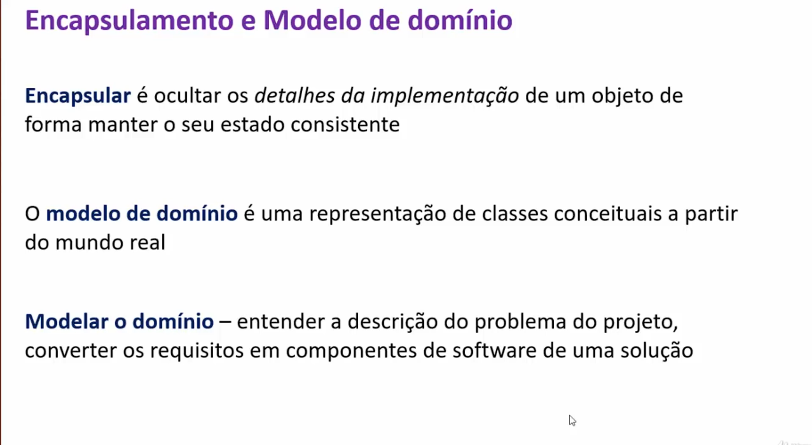 Encapsulamento e Modelo de domínio
Encapsular é ocultar os detalhes da implementação de um objeto de
forma manter o seu estado consistente
O modelo de domínio é uma representação de classes conceituais a partir
do mundo real
Modelar o domínio – entender a descrição do problema do projeto,
converter os requisitos em componentes de software de uma solução